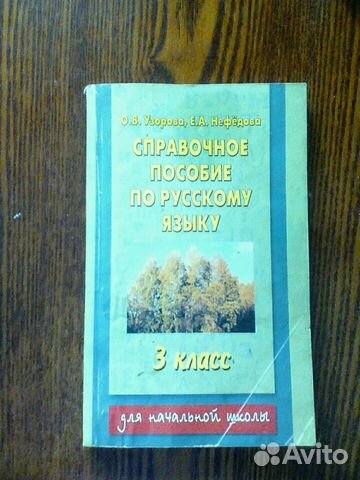 О.В. Узорова, Е.А. Нефёдова
СПРАВОЧНОЕ
ПОСОБИЕ
ПО РУССКОМУ
ЯЗЫКУ
3 класс
для начальной школы
Avito